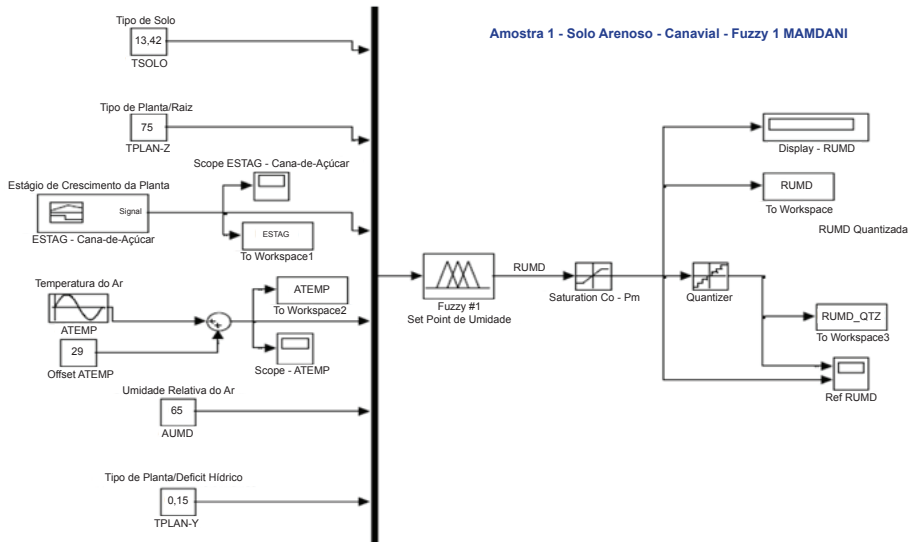 Amostra 1 - Solo Arenoso - Canavial - Fuzzy 1 MAMDANI
Tipo de Solo
13,42
TSOLO
Tipo de Planta/Raiz
75
TPLAN-Z
Scope ESTAG - Cana-de-Açúcar
Estágio de Crescimento da Planta
Signal
ESTAG - Cana-de-Açúcar
ESTAG
To Workspace1
Temperatura do Ar
ATEMP
ATEMP
To Workspace2
29
Offset ATEMP
Scope - ATEMP
Umidade Relativa do Ar
65
AUMD
Tipo de Planta/Deficit Hídrico
0,15
TPLAN-Y
Fuzzy #1
Set Point de Umidade
RUMD
Saturation Co - Pm
Quantizer
Display - RUMD
RUMD
To Workspace
RUMD Quantizada
RUMD_QTZ
To Workspace3
Ref RUMD